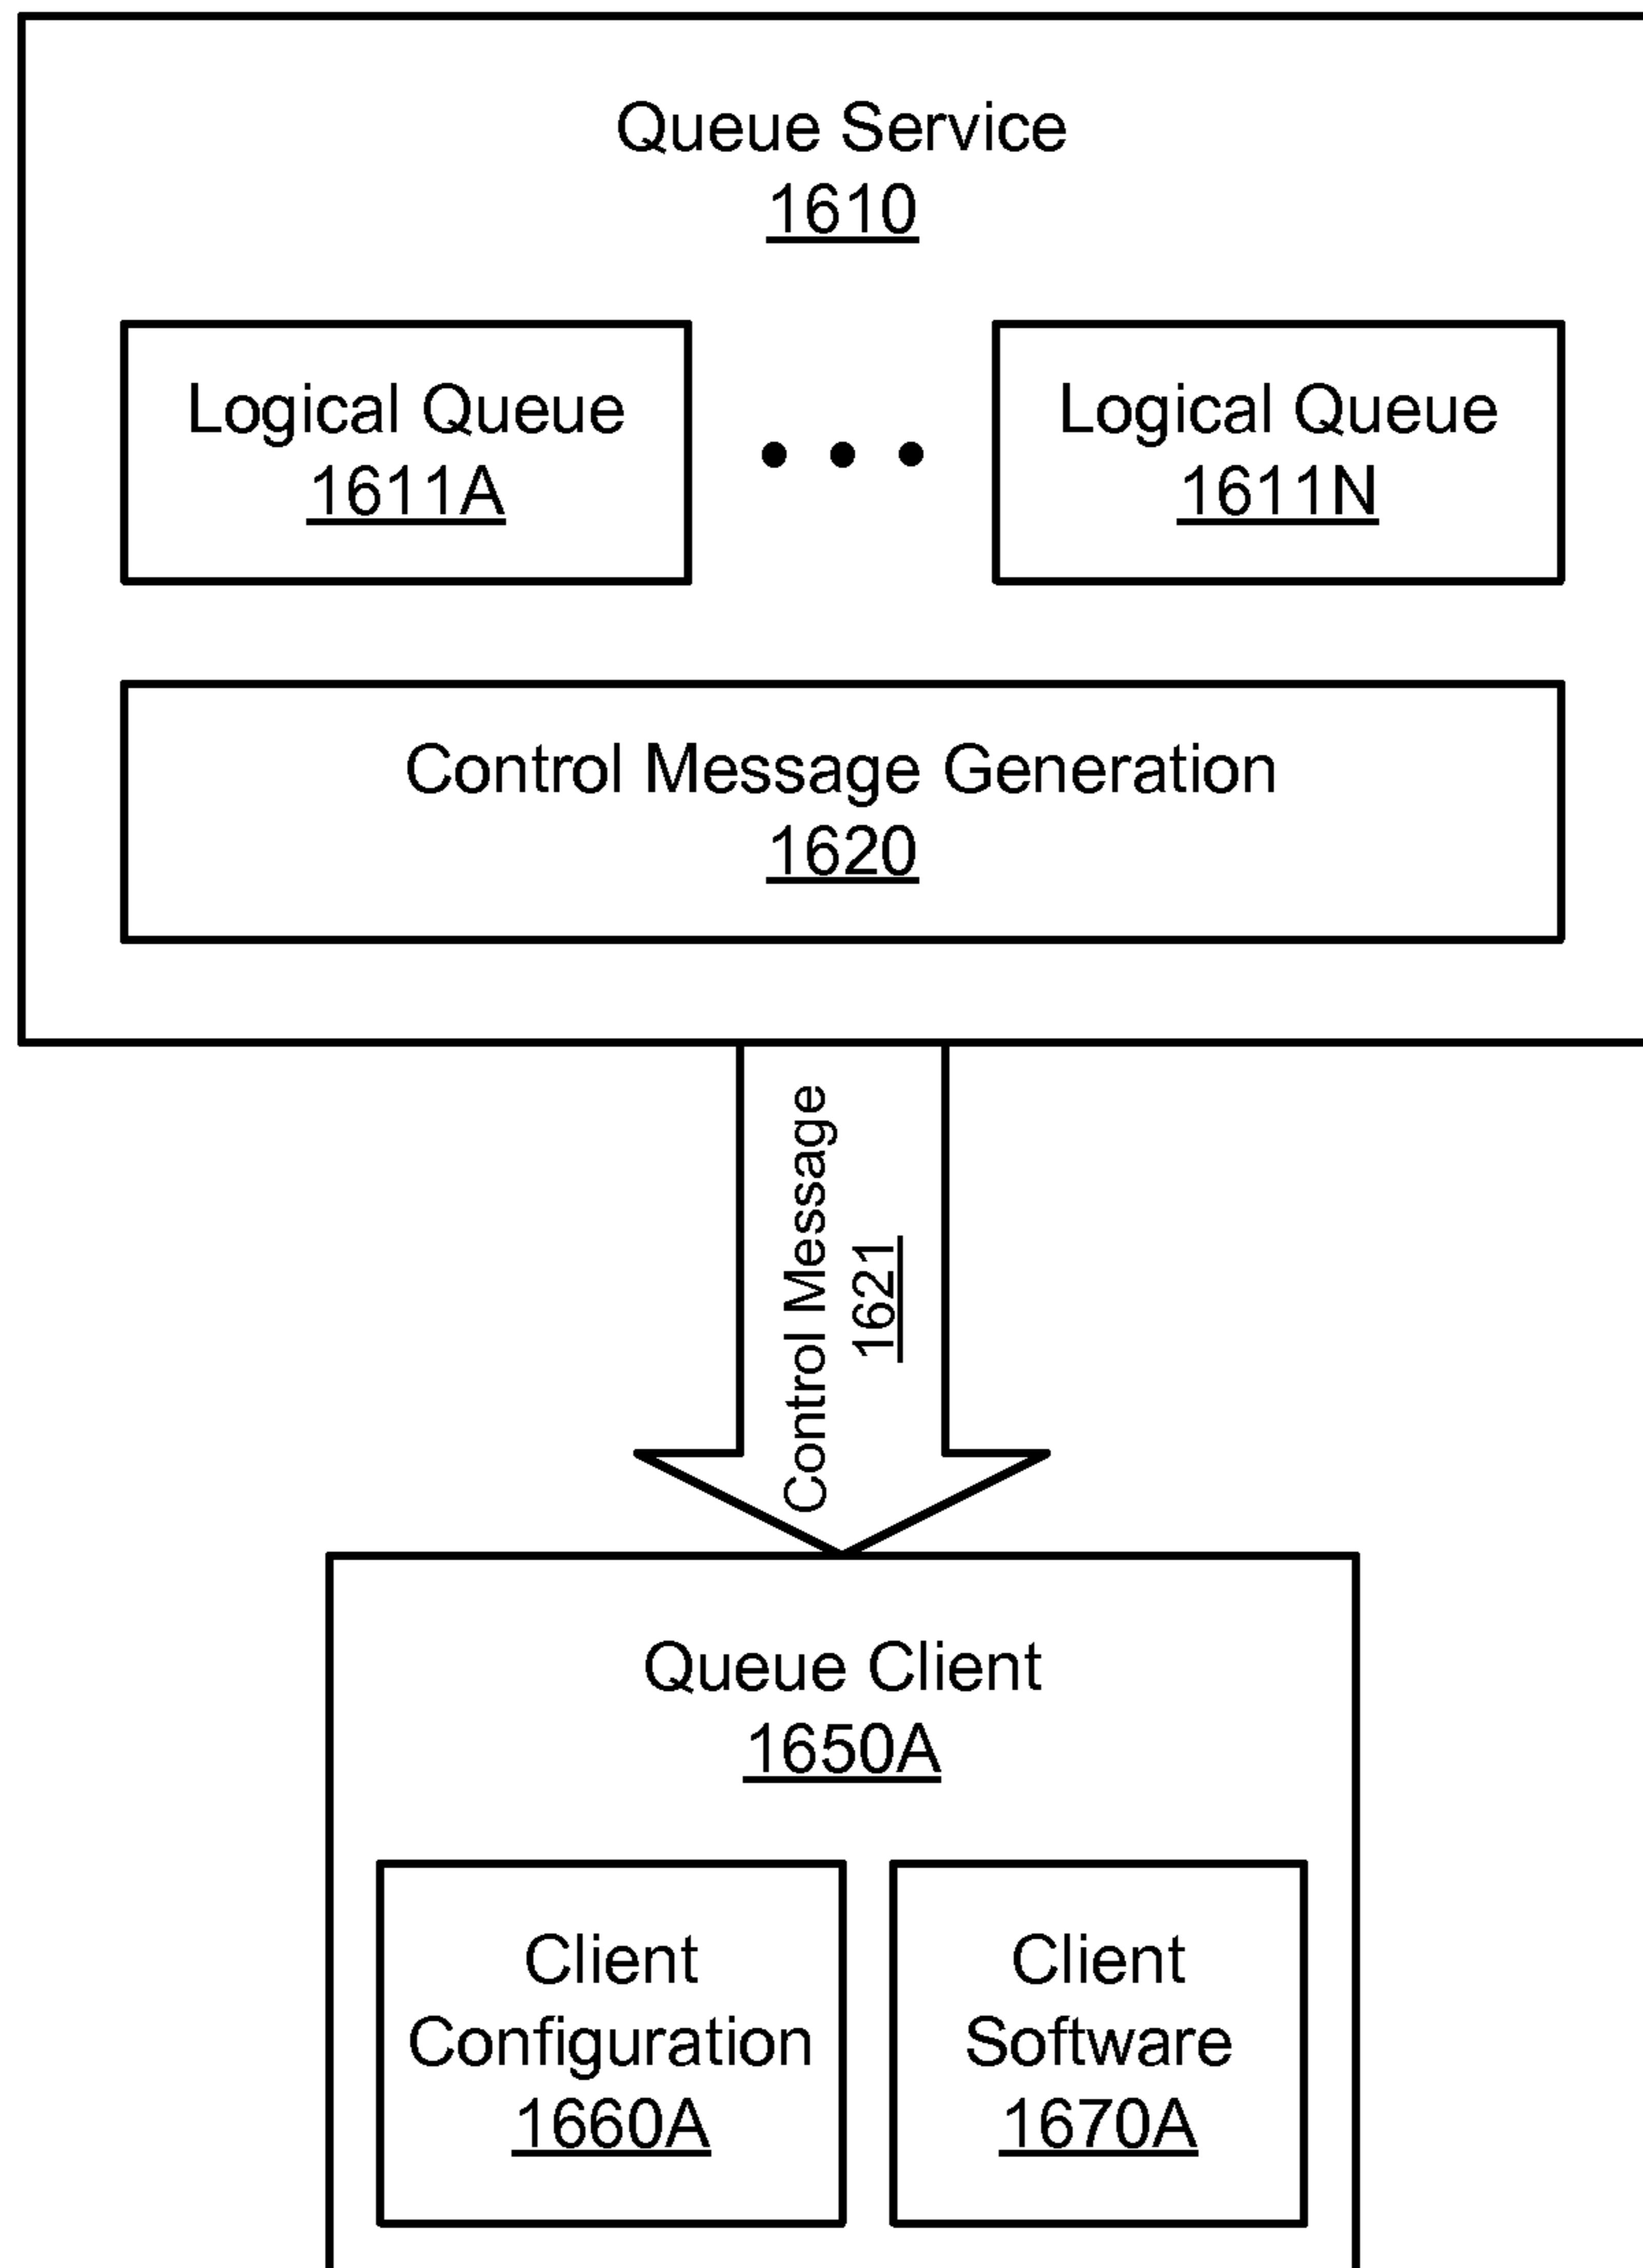 Queue Service
1610
Logical Queue
1611A
Logical Queue
1611N
Control Message Generation
1620
Control Message
1621
Queue Client
1650A
Client
Configuration
1660A
Client
Software
1670A